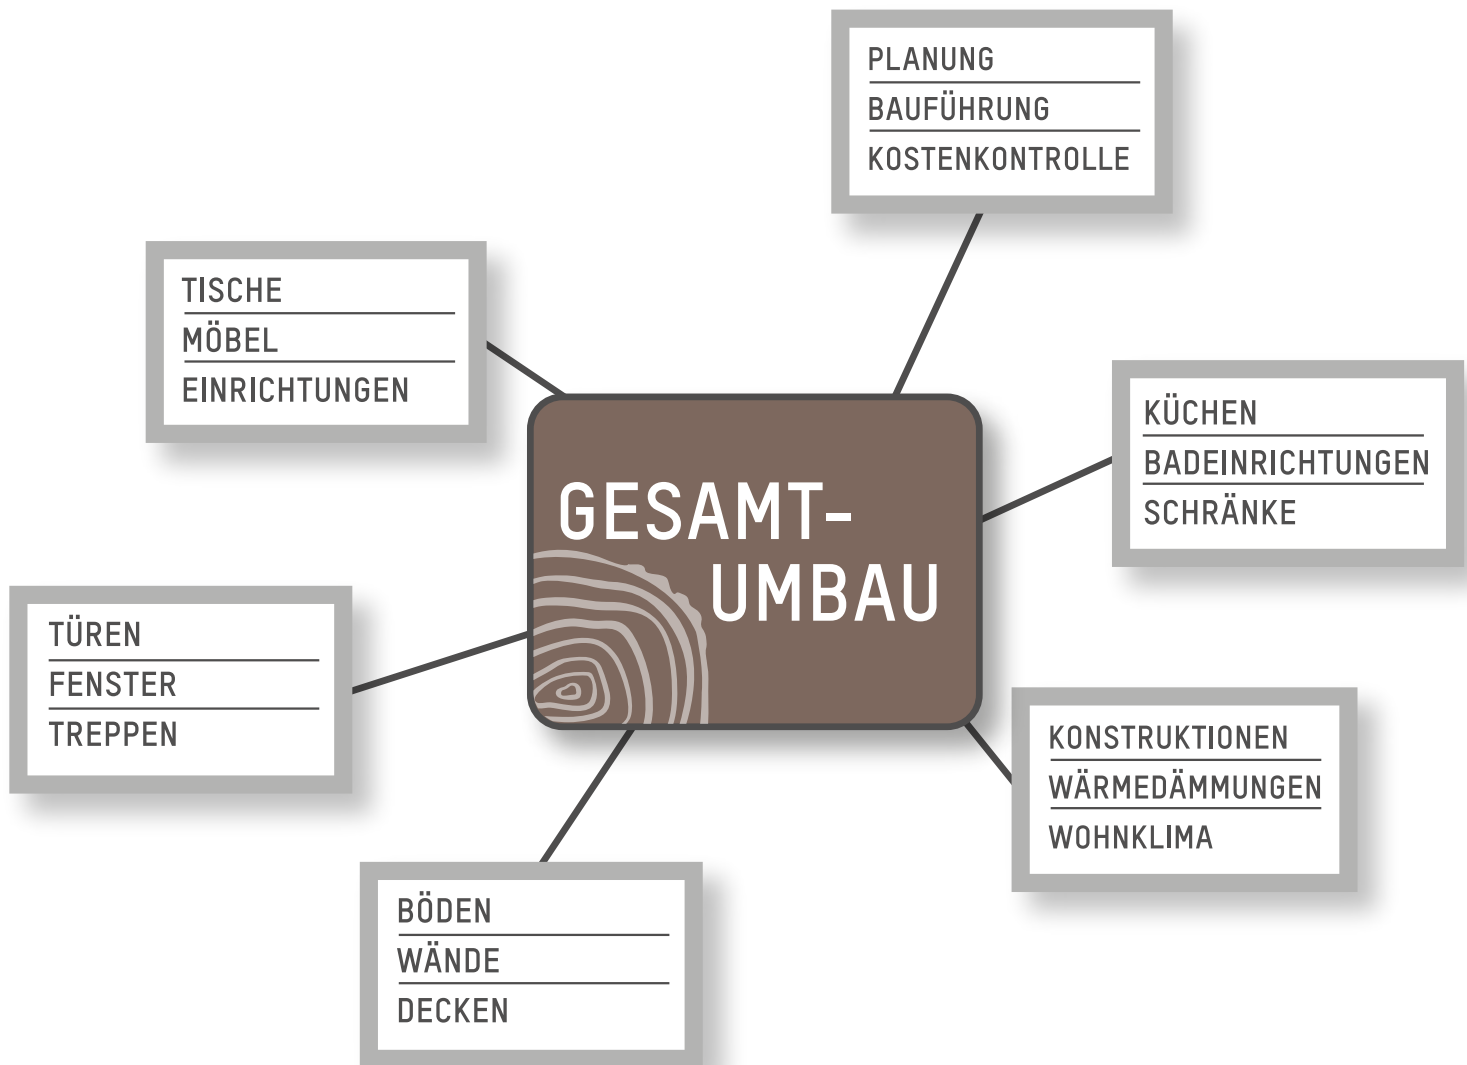 PLANUNG
BAUFÜHRUNG
KOSTENKONTROLLE
TISCHE
MÖBEL
EINRICHTUNGEN
KÜCHEN
BADEINRICHTUNGEN
SCHRÄNKE
GESAMT-
UMBAU
TÜREN
FENSTER
TREPPEN
KONSTRUKTIONEN
WÄRMEDÄMMUNGEN
WOHNKLIMA
BÖDEN
WÄNDE
DECKEN